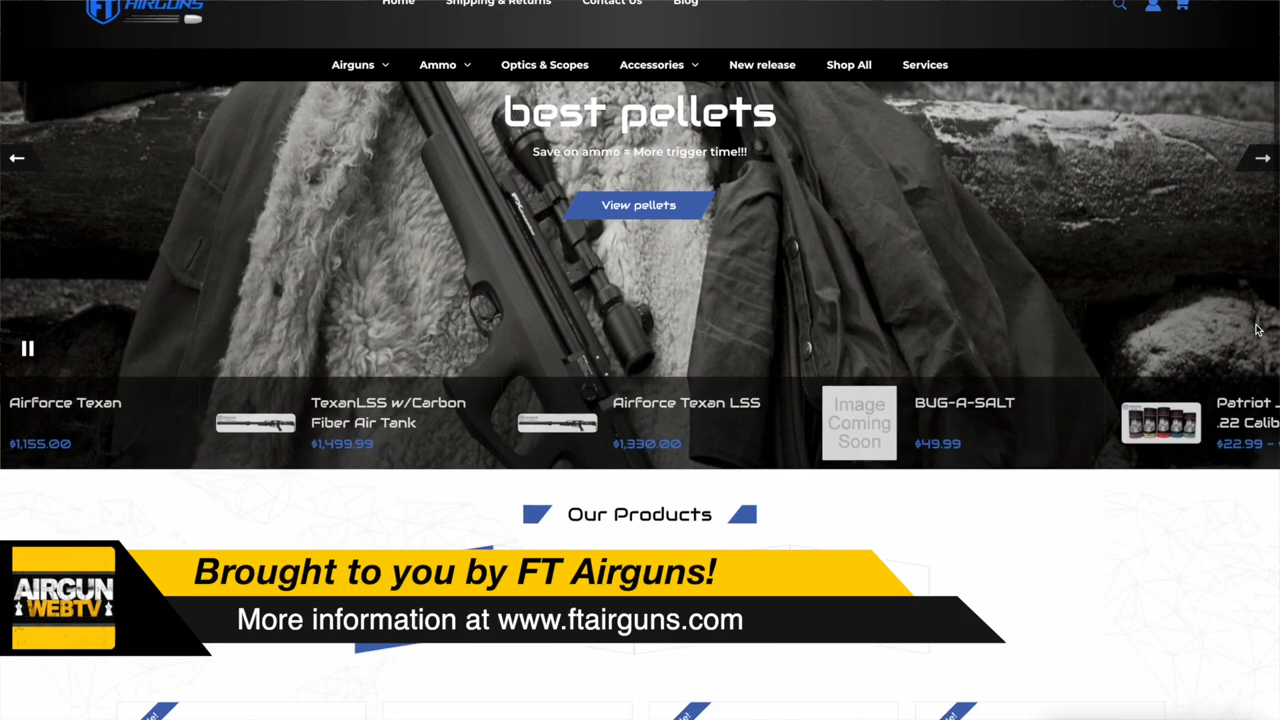 FT AIRGUNS
Home Shipping & Returns Contact Us Blog
Airguns Ammo Optics & Scopes Accessories New release Shop All Services
best pellets
Save on ammo = More trigger time!!!
View pellets
Airforce Texan
$1,155.00
TexanLSS w/Carbon
Fiber Air Tank
$1,499.99
Airforce Texan LSS
$1,330.00
Image
Coming
Soon
BUG-A-SALT
$49.99
Patriot
.22 Calib
$22.99 -
Our Products
AIRGUN
WEBTV
Brought to you by FT Airguns!
More information at www.ftairguns.com